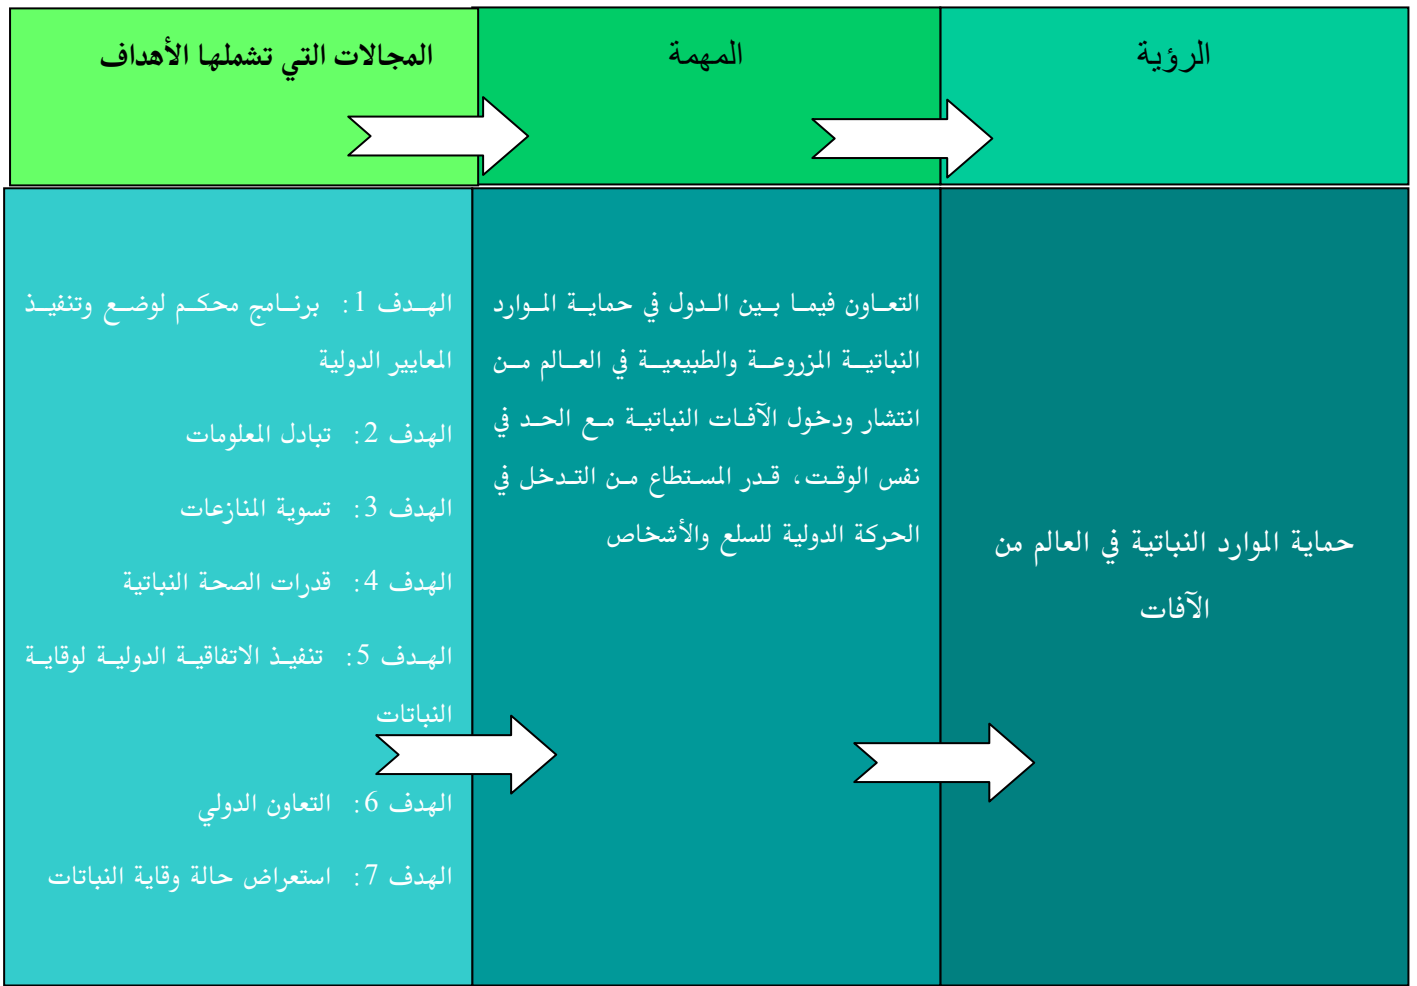 الرؤية
المهمة
المجالات التي تشملها الأهداف
حماية الموارد النباتية في العالم من
الآفات
التعاون فيما بين الدول في حماية الموارد
النباتية المزروعة والطبيعية في العالم من
انتشار ودخول الآفات النباتية مع الحد في
نفس الوقت، قدر المستطاع من التدخل في
الحركة الدولية للسلع والأشخاص
الهدف 1: برنامج محكم لوضع وتنفيذ
المعايير الدولية
الهدف 2: تبادل المعلومات
الهدف 3: تسوية المنازعات
الهدف 4: قدرات الصحة النباتية
الهدف 5: تنفيذ الاتفاقية الدولية لوقاية
النباتات
الهدف 6: التعاون الدولي
الهدف 7: استعراض حالة وقاية النباتات